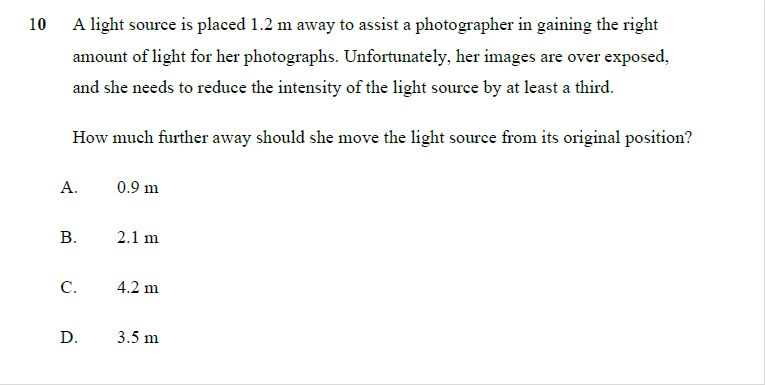 10 A light source is placed 1.2 m away to assist a photographer in gaining the right
amount of light for her photographs. Unfortunately, her images are over exposed,
and she needs to reduce the intensity of the light source by at least a third.
How much further away should she move the light source from its original position?
A. 0.9 m
B. 2.1 m
C. 4.2 m
D. 3.5 m